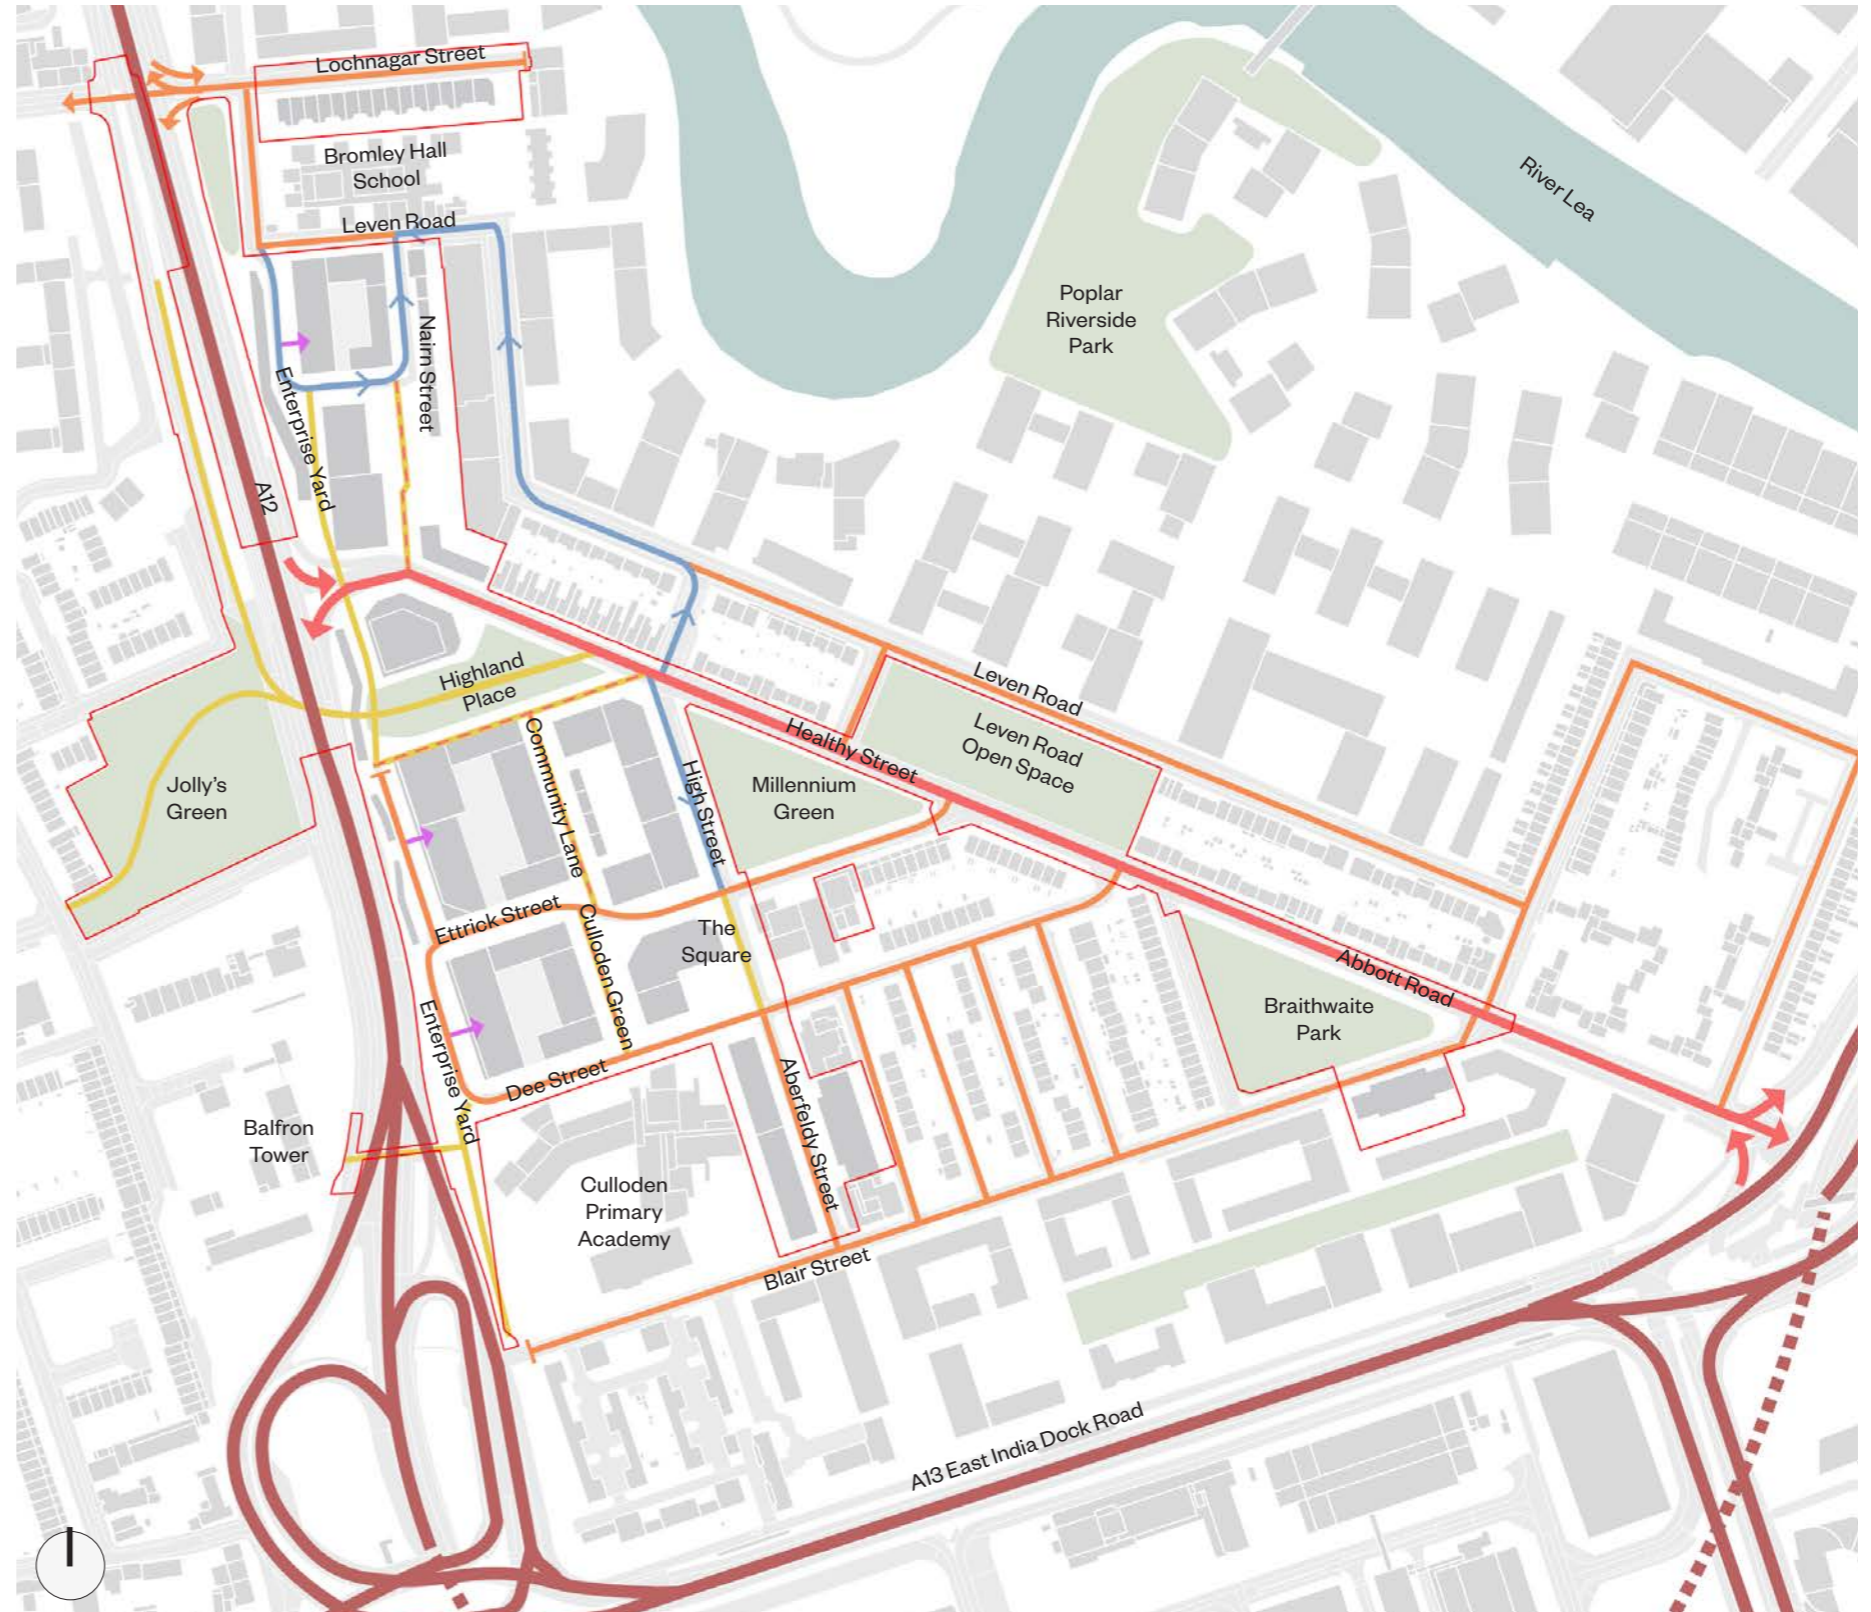 Lochnagar Street
Bromley Hall
School
Leven Road
River Lea
Poplar
Riverside
Park
Nairn Street
Enterprise Yard
A12
Highland
Place
Leven Road
Leven Road
Open Space
Healthy Street
Community Lane
High Street
Millennium
Green
Jolly's
Green
Ettrick Street
Culloden Green
The
Square
Abbott Road
Braithwaite
Park
Enterprise Yard
Dee Street
Aberfeldy Street
Balfron
Tower
Culloden
Primary
Academy
Blair Street
A13 East India Dock Road